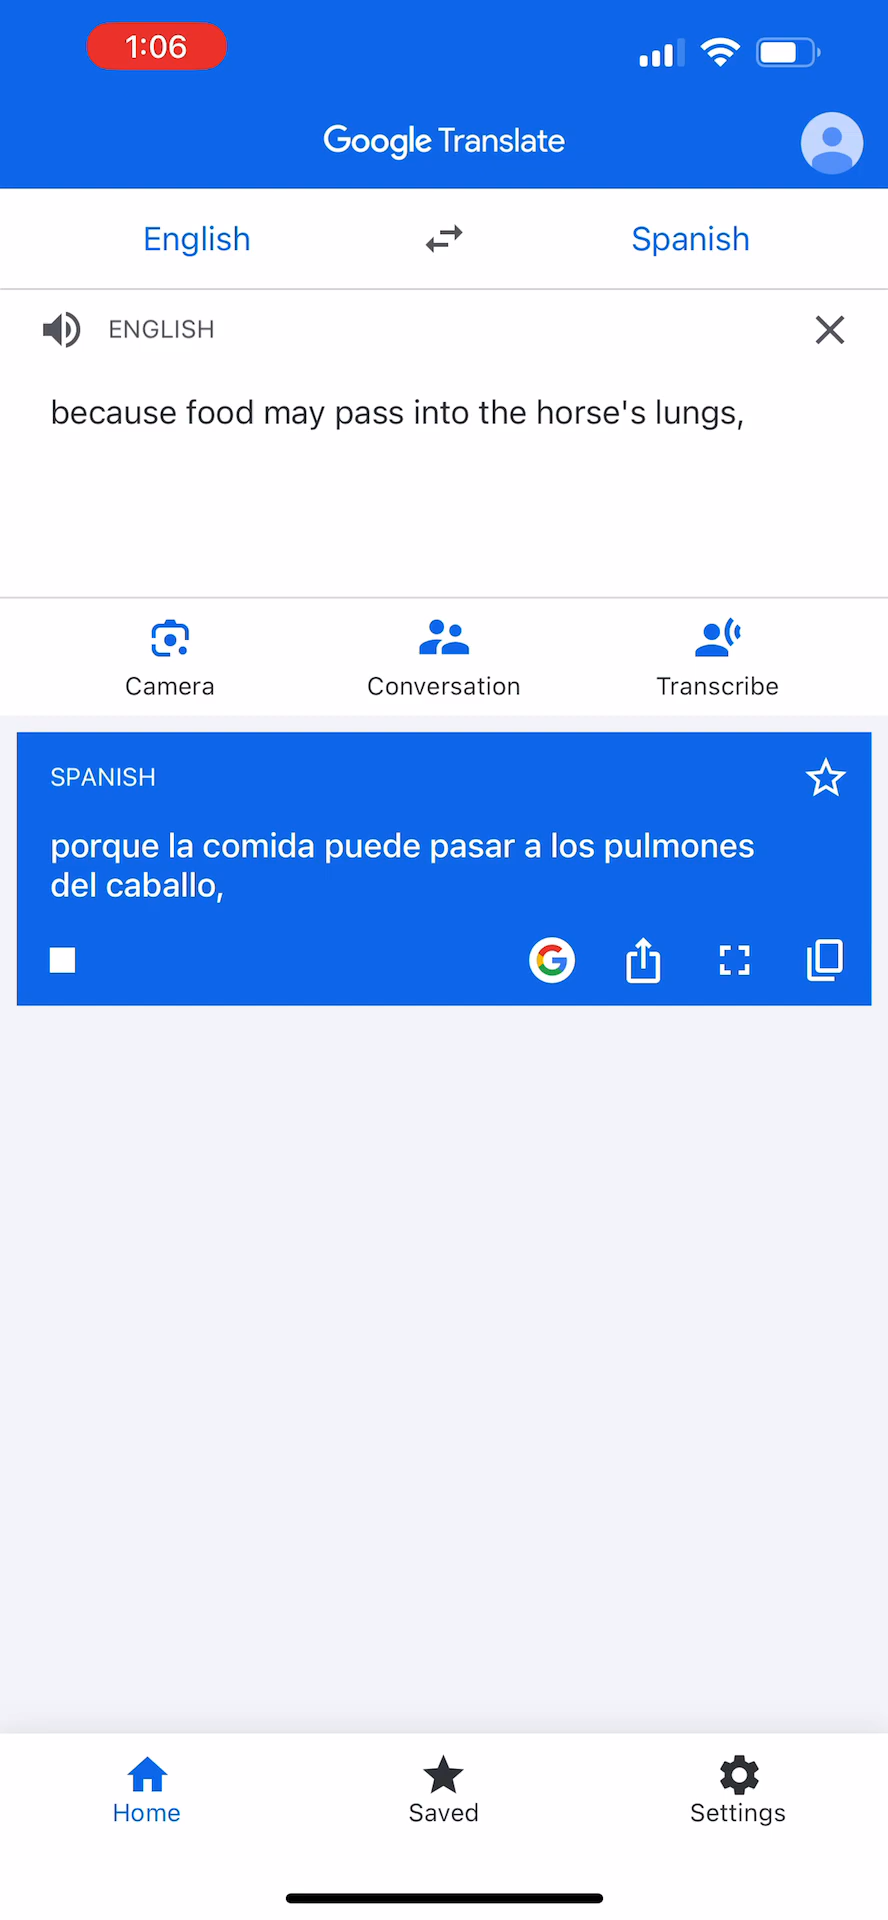 1:06
Google Translate
English
Spanish
ENGLISH
because food may pass into the horse's lungs,
Camera
Conversation
Transcribe
SPANISH
porque la comida puede pasar a los pulmones
del caballo,
G
Home
Saved
Settings